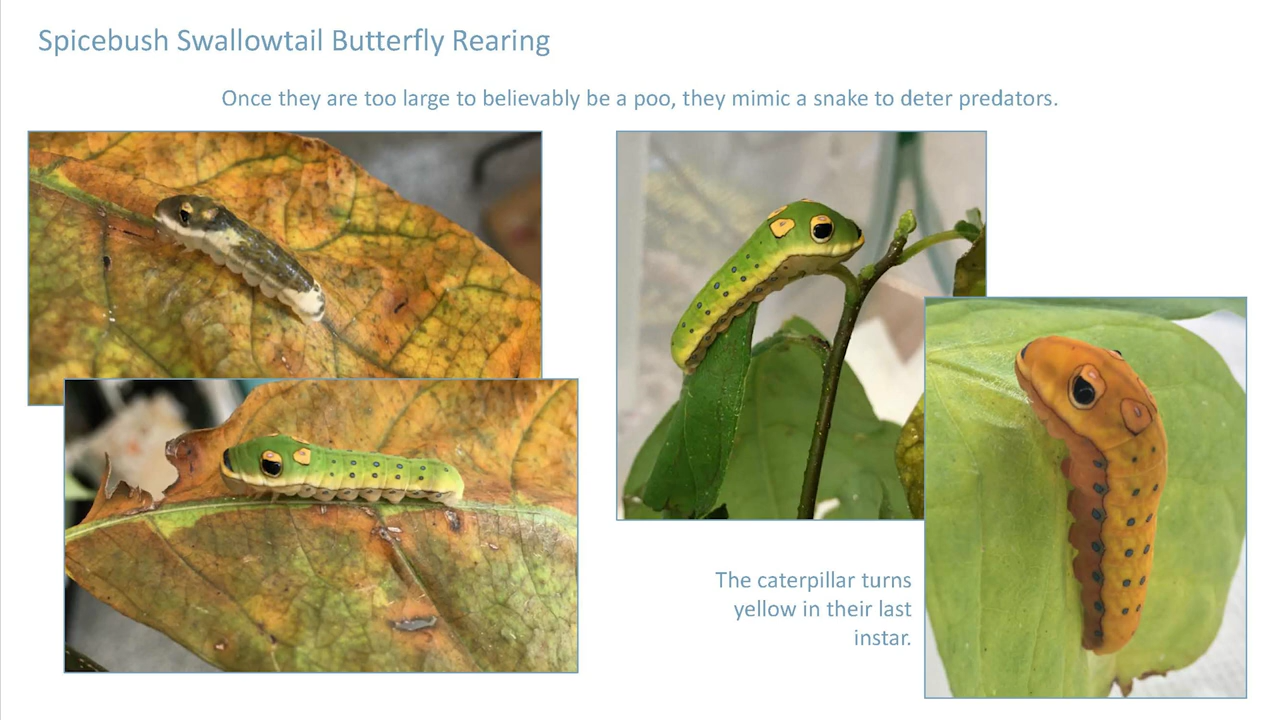 Spicebush Swallowtail Butterfly Rearing
Once they are too large to believably be a poo, they mimic a snake to deter predators.
The caterpillar turns
yellow in their last
instar.